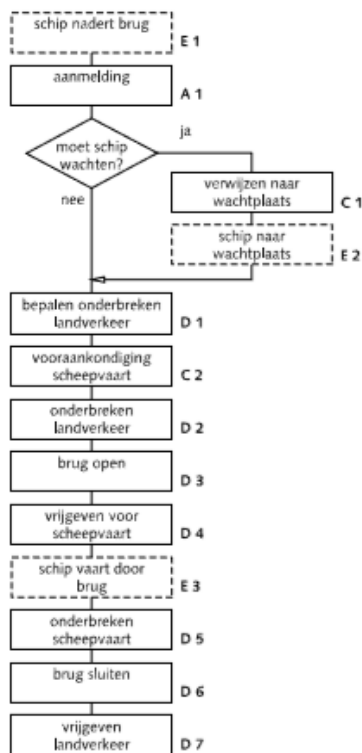 schip nadert brug
E 1
aanmelding
A 1
moet schip
wachten?
ja
nee
verwijzen naar
wachtplaats
C 1
schip naar
wachtplaats
E 2
bepalen onderbreken
landverkeer
D 1
vooraankondiging
scheepvaart
C 2
onderbreken
landverkeer
D 2
brug open
D 3
vrijgeven voor
scheepvaart
D 4
schip vaart door
brug
E 3
onderbreken
scheepvaart
D 5
brug sluiten
D 6
vrijgeven
landverkeer
D 7